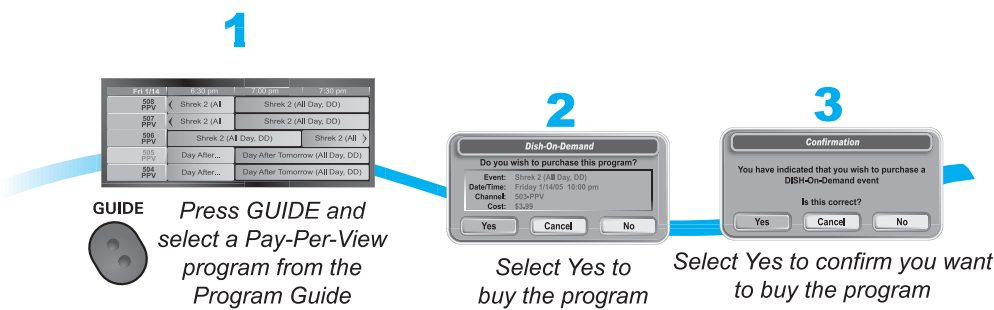 1
Fri 1/14 6:30 pm 7:00 pm 7:30 pm
508 PPV Shrek 2 (Al Shrek 2 (All Day, DD)
507 PPV Shrek 2 (Al Shrek 2 (All Day, DD)
506 PPV Shrek 2 (All Day, DD) Shrek 2 (All
505 PPV Day After... Day After Tomorrow (All Day, DD)
504 PPV Day After... Day After Tomorrow (All Day, DD)
GUIDE
Press GUIDE and
select a Pay-Per-View
program from the
Program Guide
2
Dish-On-Demand
Do you wish to purchase this program?
Event: Shrek 2 (All Day, DD)
Date/Time: Friday 1/14/05 10:00 pm
Channel: 503-PPV
Cost: $3.99
Yes Cancel No
Select Yes to
buy the program
3
Confirmation
You have indicated that you wish to purchase a
DISH-On-Demand event
Is this correct?
Yes Cancel No
Select Yes to confirm you want
to buy the program